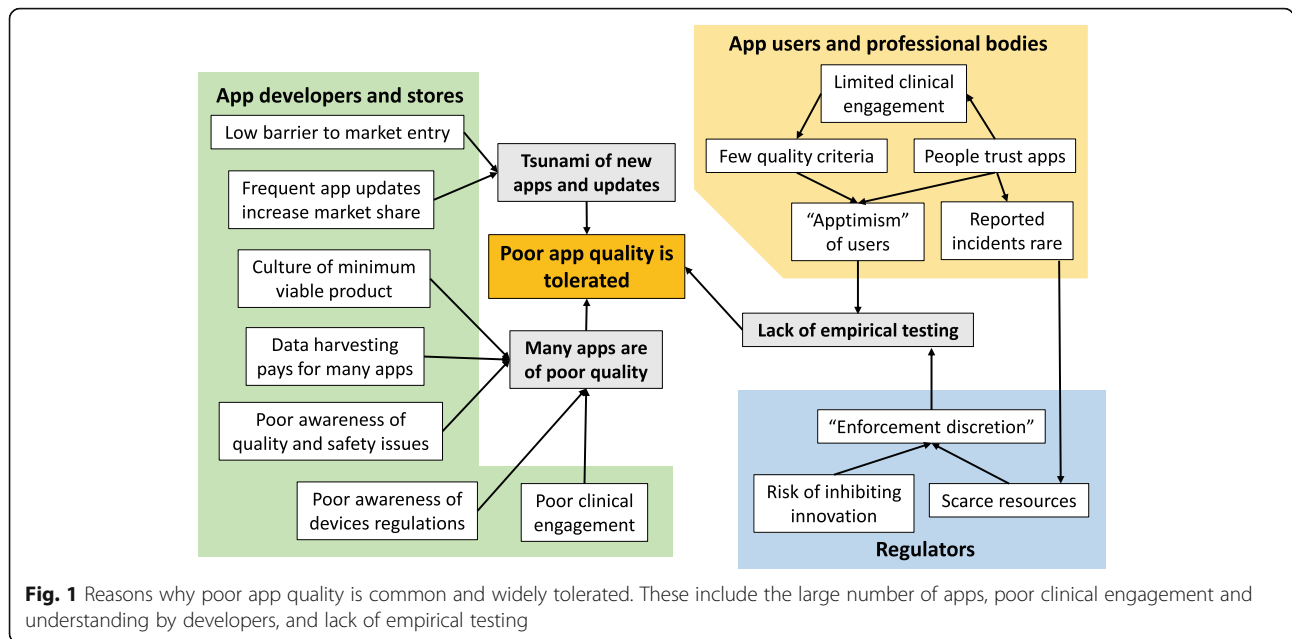 App users and professional bodies
Limited clinical
engagement
Few quality criteria
People trust apps
“Apptimism”
of users
Reported
incidents rare
App developers and stores
Low barrier to market entry
Frequent app updates
increase market share
Culture of minimum
viable product
Data harvesting
pays for many apps
Poor awareness of
quality and safety issues
Poor awareness of
devices regulations
Poor clinical
engagement
Tsunami of new
apps and updates
Poor app quality is
tolerated
Many apps are
of poor quality
Lack of empirical testing
“Enforcement discretion”
Risk of inhibiting
innovation
Scarce resources
Regulators
Fig. 1 Reasons why poor app quality is common and widely tolerated. These include the large number of apps, poor clinical engagement and
understanding by developers, and lack of empirical testing